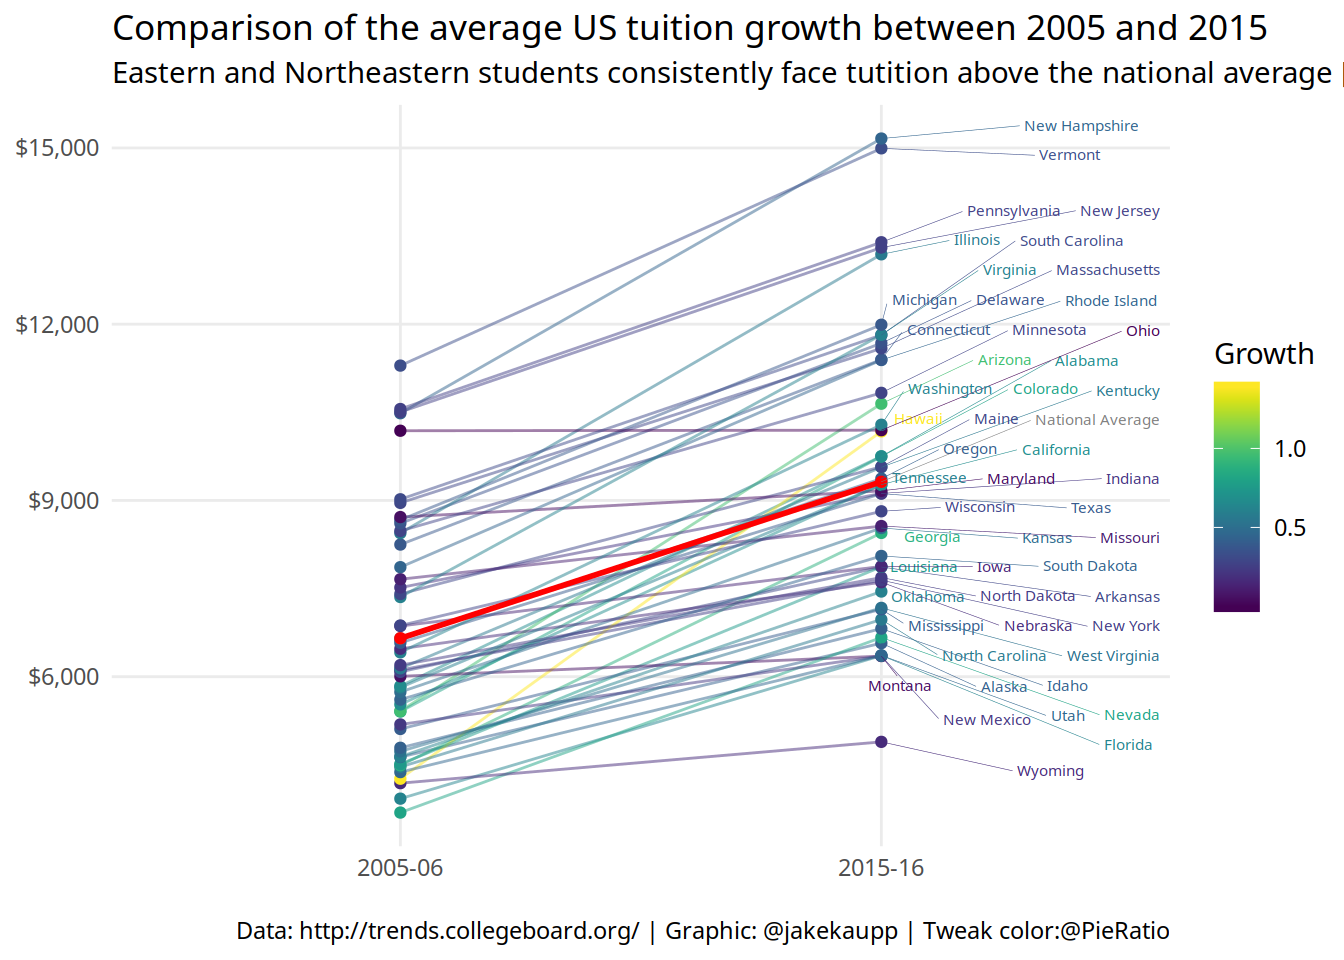 Comparison of the average US tuition growth between 2005 and 2015
Eastern and Northeastern students consistently face tutition above the national average
$15,000
$12,000
$9,000
$6,000
New Hampshire
Vermont
Pennsylvania New Jersey
Illinois South Carolina
Virginia Massachusetts
Michigan Delaware Rhode Island
Connecticut Minnesota Ohio
Arizona Alabama
Washington Colorado Kentucky
Hawaii Maine National Average
Oregon California
Tennessee Maryland Indiana
Wisconsin Texas
Georgia Kansas Missouri
Louisiana Iowa South Dakota
Oklahoma North Dakota Arkansas
Mississippi Nebraska New York
North Carolina West Virginia
Montana Alaska Idaho
New Mexico Utah Nevada
Florida
Wyoming
Growth
1.0
0.5
2005-06 2015-16
Data: http://trends.collegeboard.org/ | Graphic: @jakekaupp | Tweak color:@PieRatio